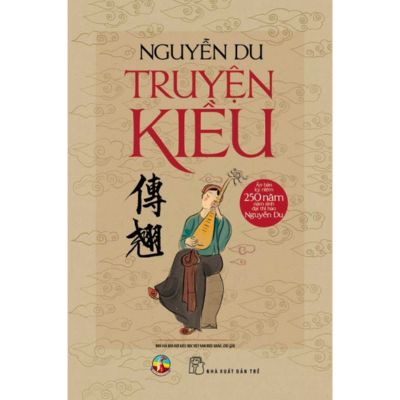 NGUYỄN DU
TRUYỆN
KIỀU
傳
翹
Ấn bản
kỷ niệm
250 năm
năm sinh
đại thi hào
Nguyễn Du
NHÀ XUẤT BẢN TRẺ